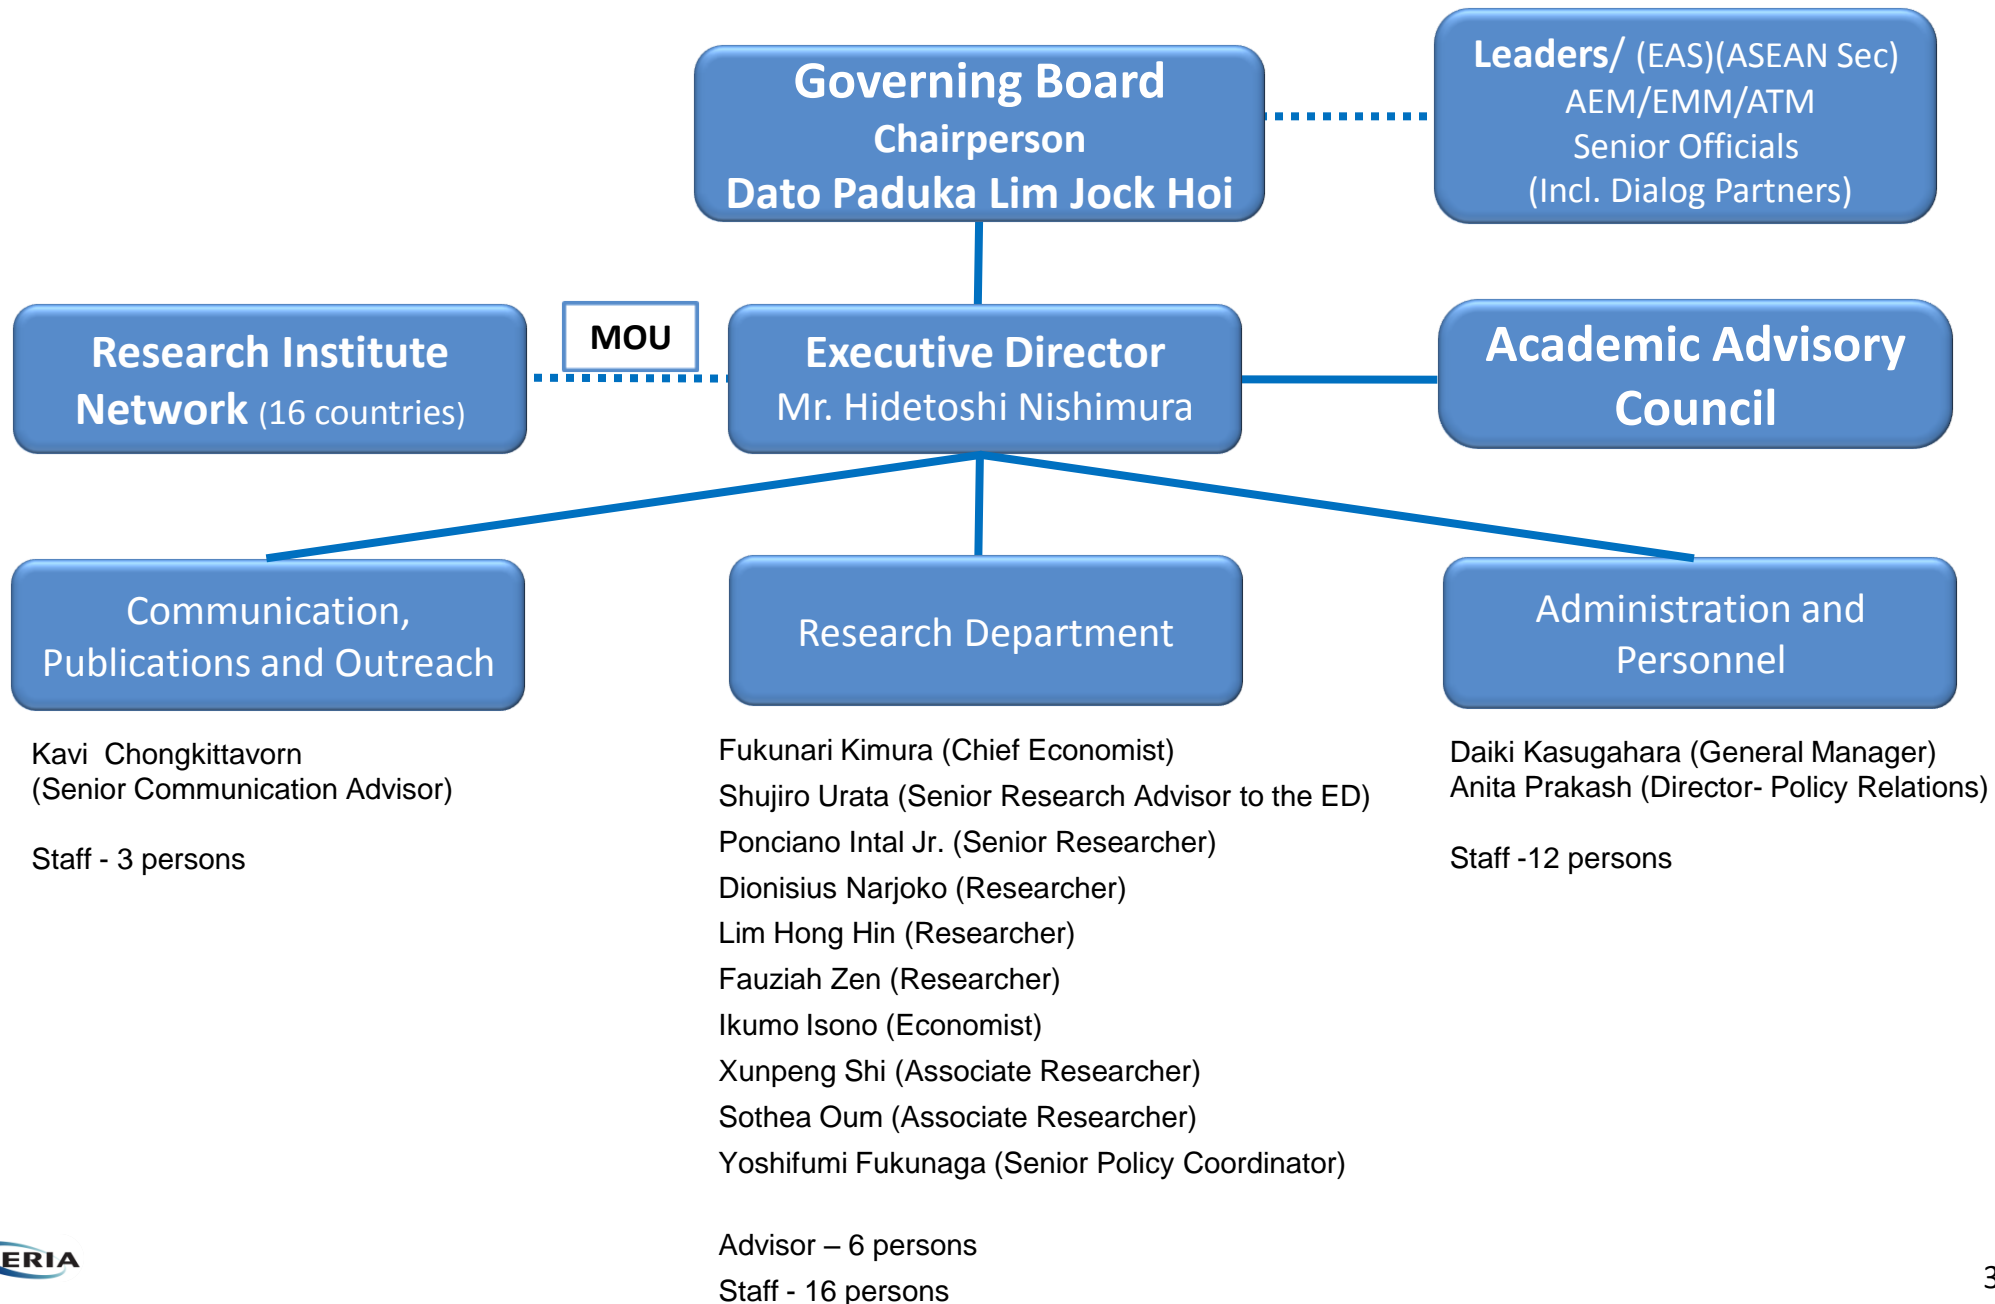 Governing Board
Chairperson
Dato Paduka Lim Jock Hoi
Leaders/ (EAS)(ASEAN Sec)
AEM/EMM/ATM
Senior Officials
(Incl. Dialog Partners)
Research Institute
Network (16 countries)
MOU
Executive Director
Mr. Hidetoshi Nishimura
Academic Advisory
Council
Communication,
Publications and Outreach
Research Department
Administration and
Personnel
Kavi  Chongkittavorn
(Senior Communication Advisor)
Staff - 3 persons
Fukunari Kimura (Chief Economist)
Shujiro Urata (Senior Research Advisor to the ED)
Ponciano Intal Jr. (Senior Researcher)
Dionisius Narjoko (Researcher)
Lim Hong Hin (Researcher)
Fauziah Zen (Researcher)
Ikumo Isono (Economist)
Xunpeng Shi (Associate Researcher)
Sothea Oum (Associate Researcher)
Yoshifumi Fukunaga (Senior Policy Coordinator)
Advisor – 6 persons
Staff - 16 persons
Daiki Kasugahara (General Manager)
Anita Prakash (Director- Policy Relations)
Staff -12 persons
ERIA
3